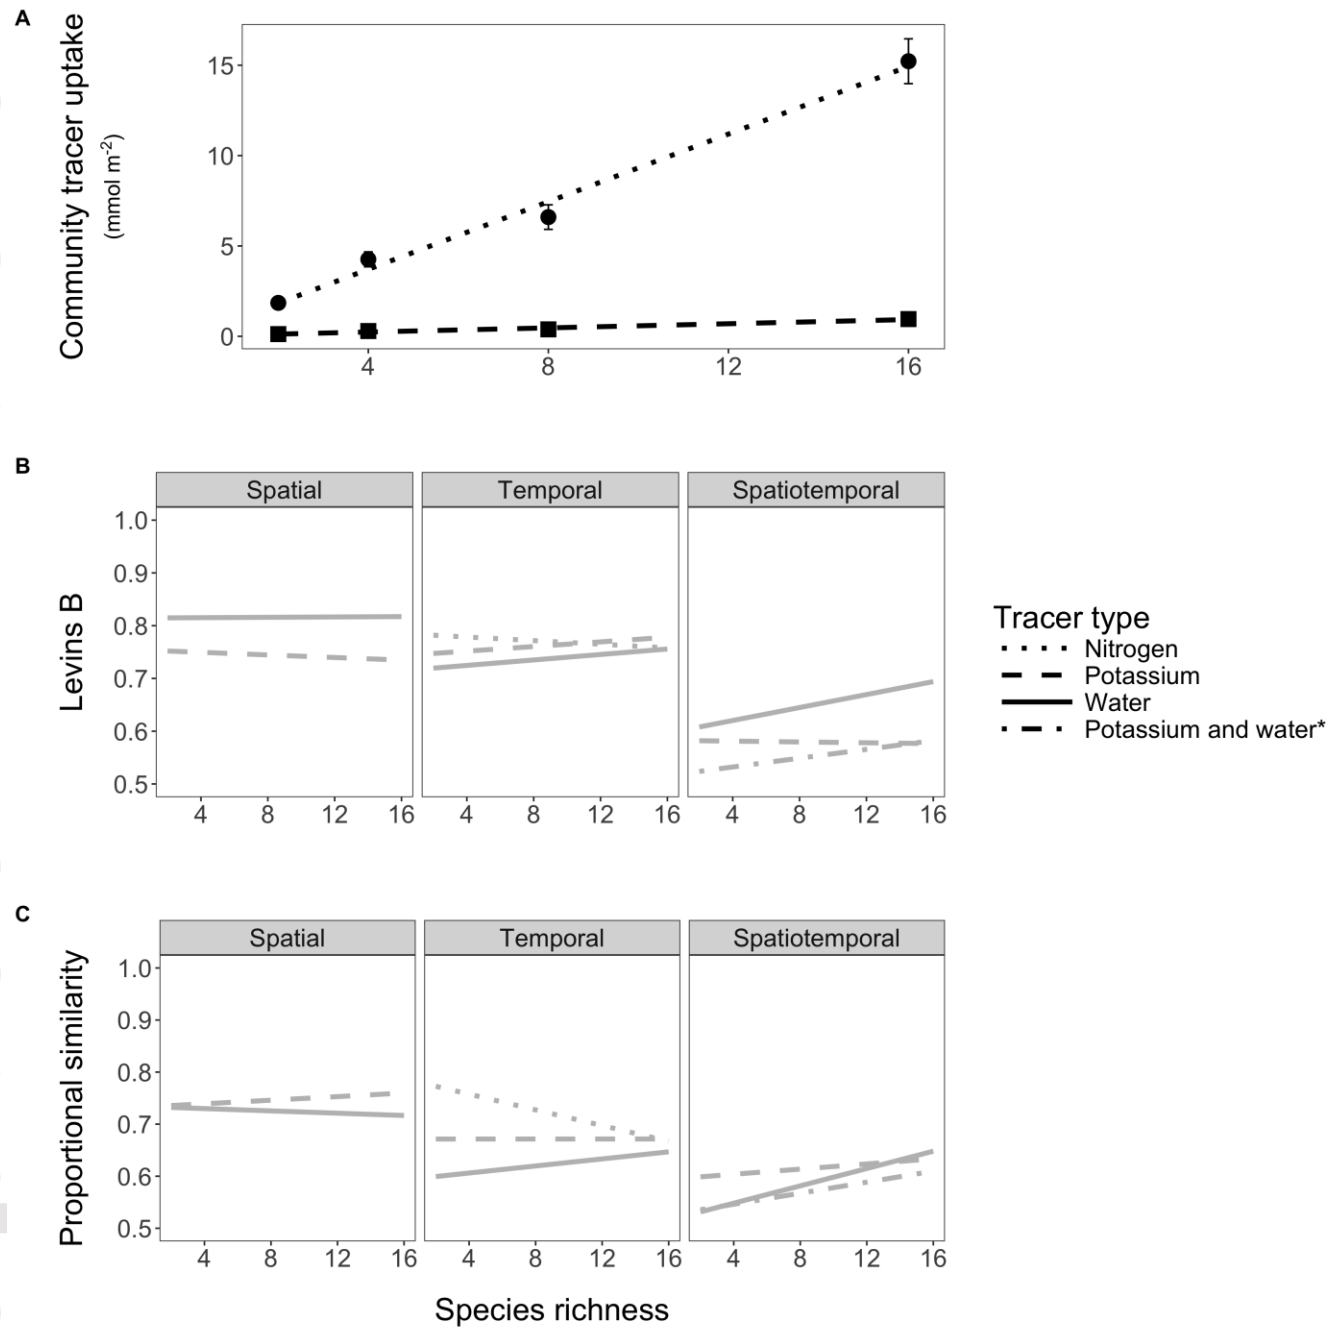 A
Community tracer uptake
(mmol m-2)
15
10
5
0
4 8 12 16
B
Spatial Temporal Spatiotemporal
Levins B
1.0
0.9
0.8
0.7
0.6
0.5
4 8 12 16 4 8 12 16 4 8 12 16
Tracer type
Nitrogen
Potassium
Water
Potassium and water*
C
Spatial Temporal Spatiotemporal
Proportional similarity
1.0
0.9
0.8
0.7
0.6
0.5
4 8 12 16 4 8 12 16 4 8 12 16
Species richness